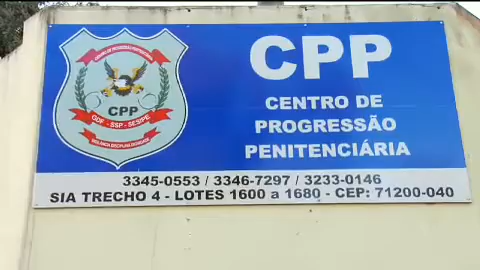 CPP
CENTRO DE
PROGRESSÃO
PENITENCIÁRIA
CPP
GDF - SSP - SESIPE
3345-0553 / 3346-7297 / 3233-0146
SIA TRECHO 4 - LOTES 1600 a 1680 - CEP: 71200-040